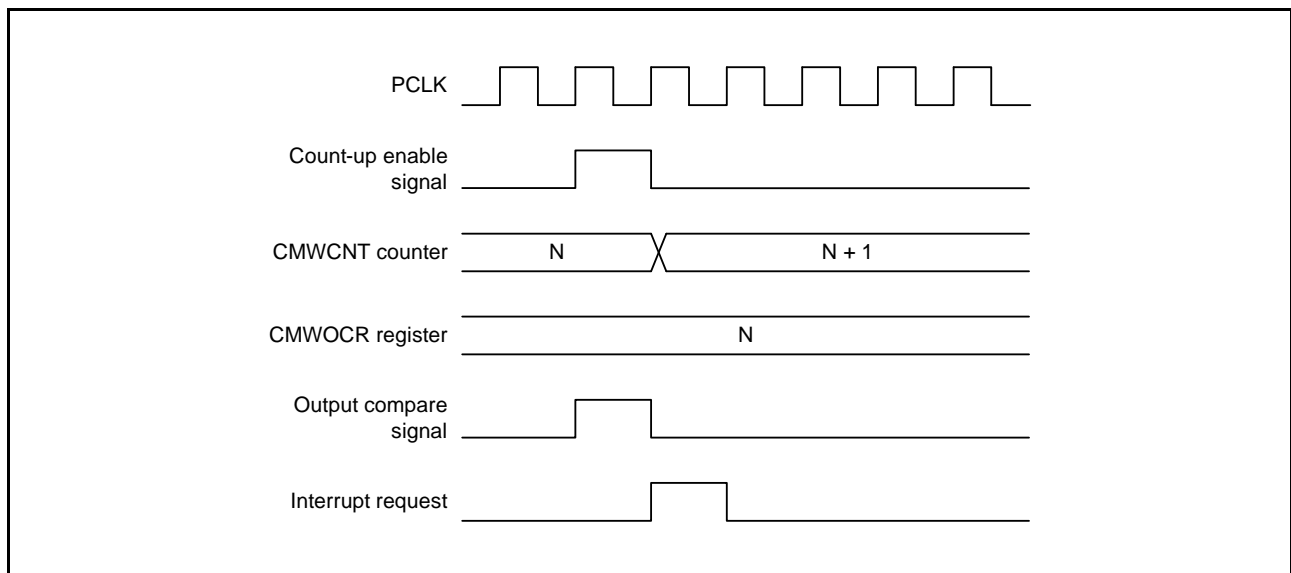 PCLK
Count-up enable
signal
CMWCNT counter
N
N + 1
CMWOCR register
N
Output compare
signal
Interrupt request